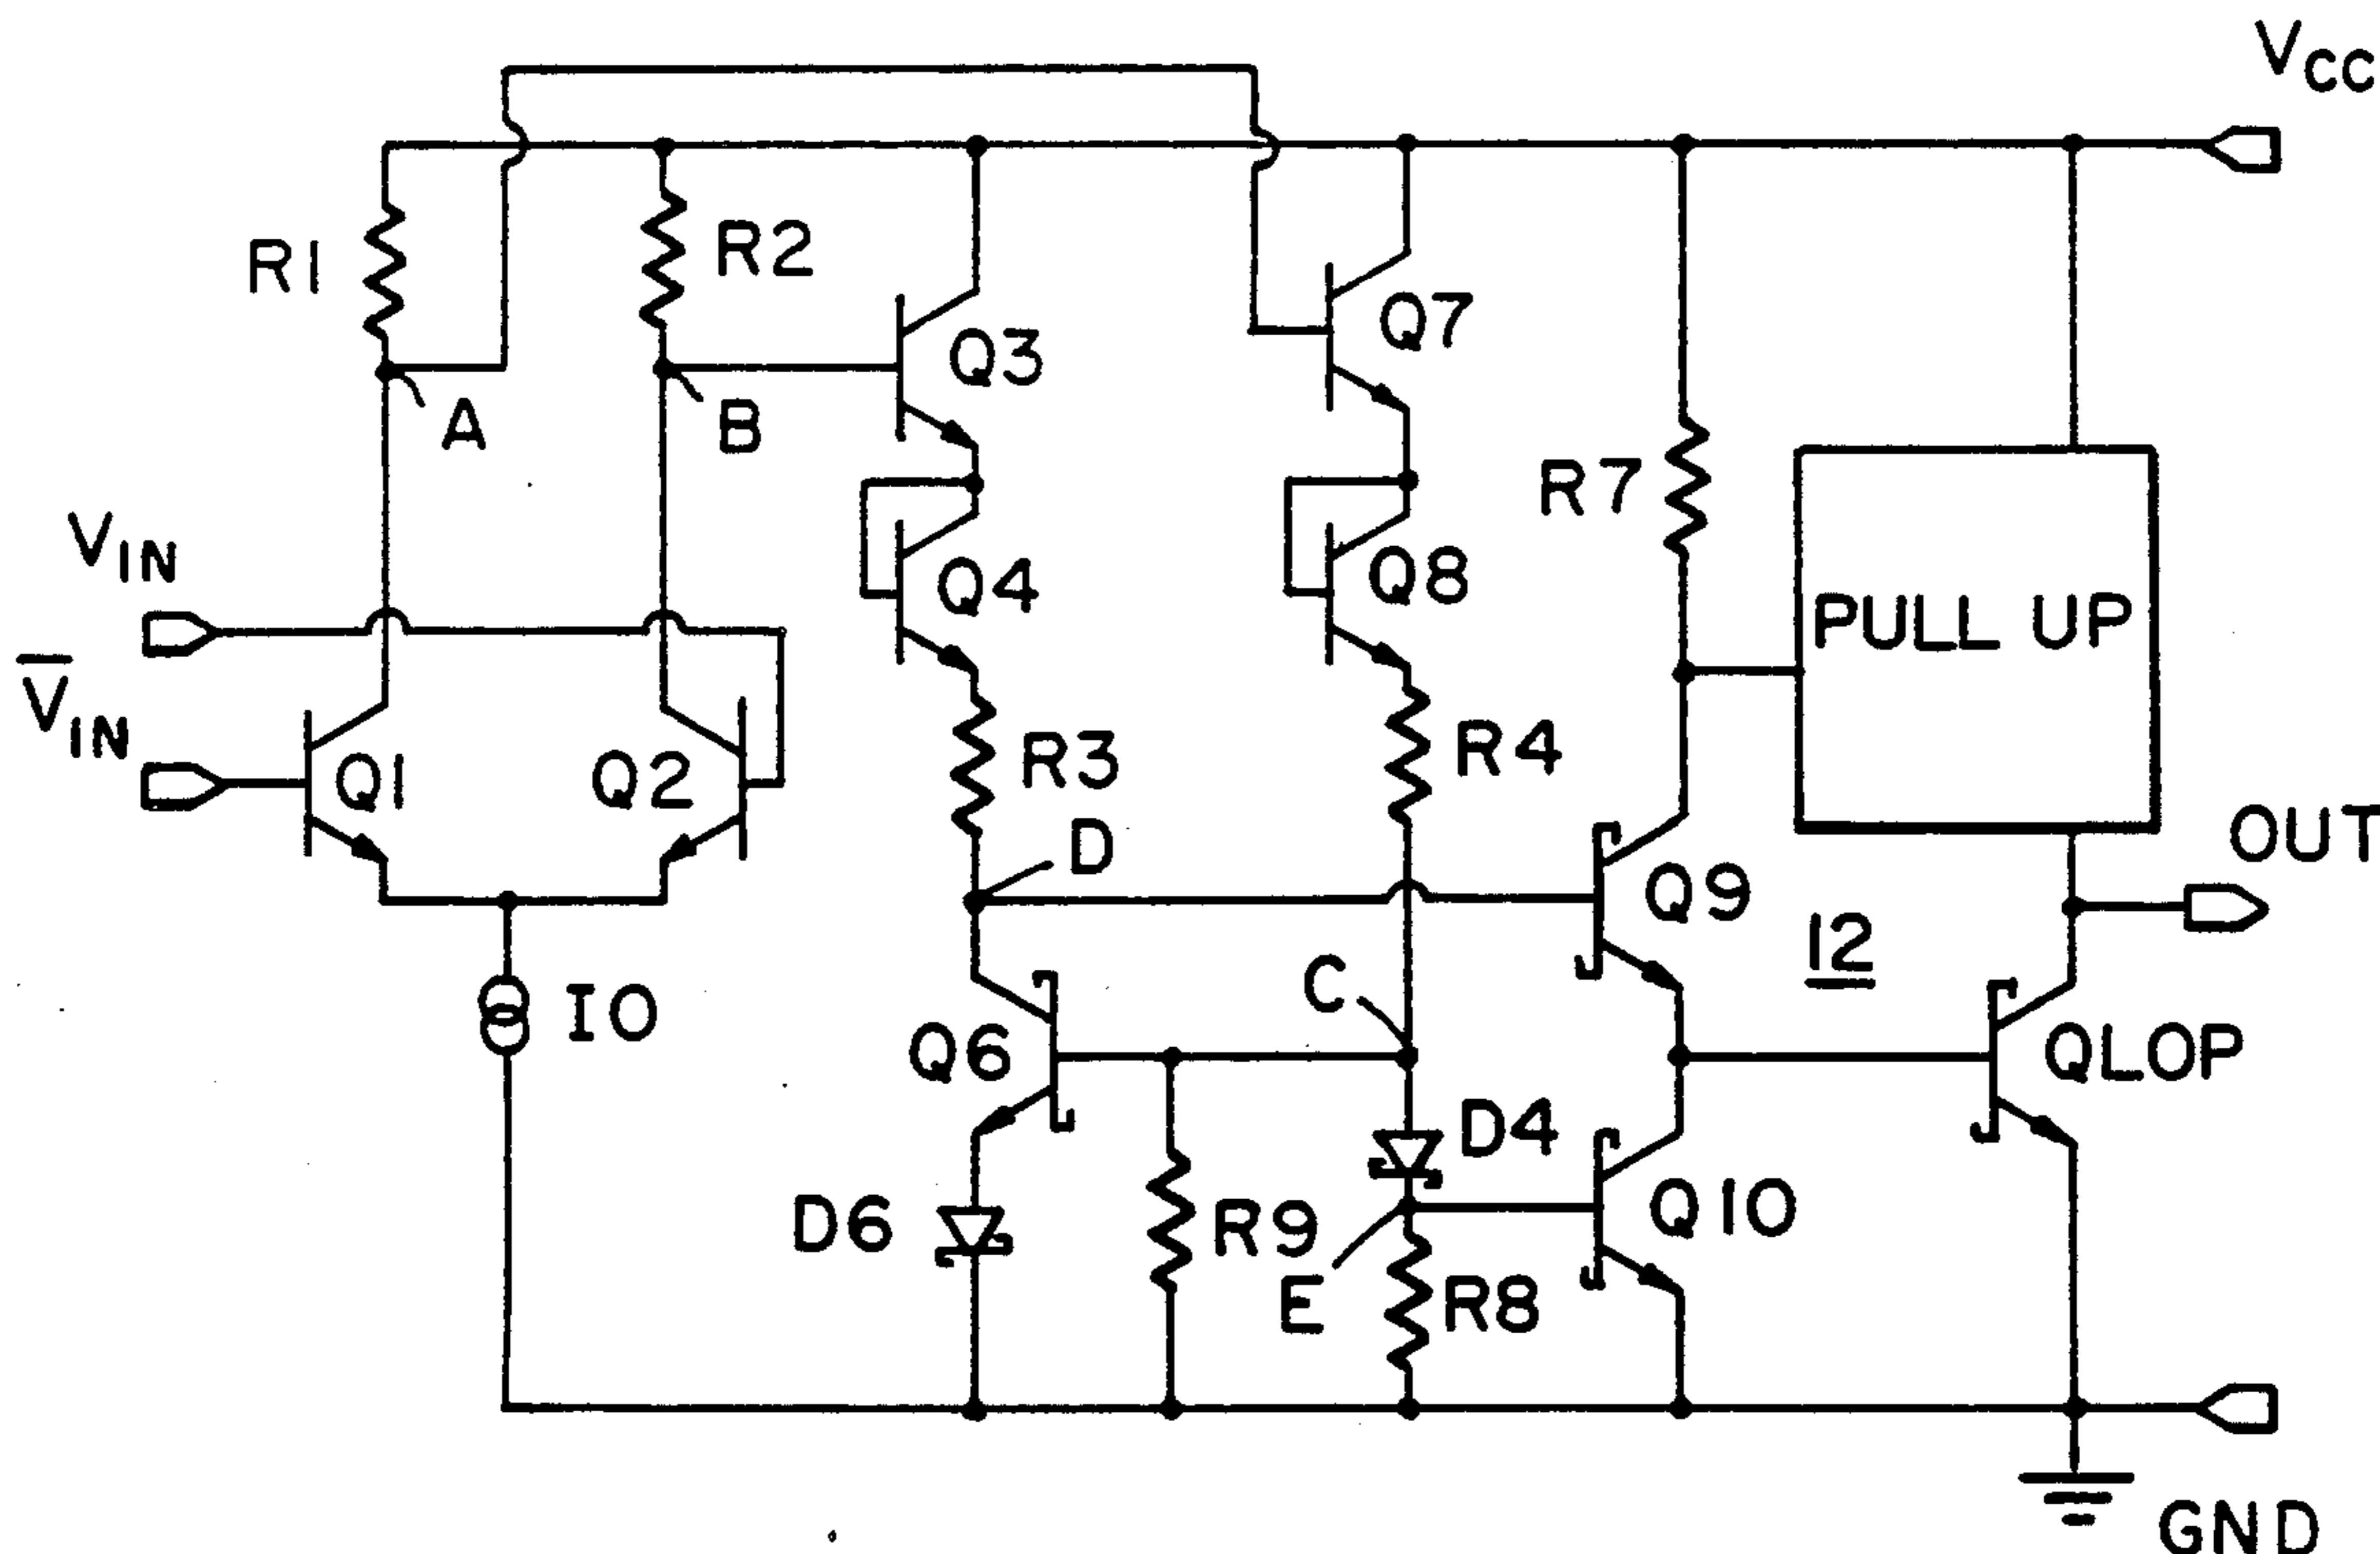 VCC
R1
R2
Q3
Q7
A
B
R7
VIN
Q4
Q8
PULL UP
V̅IN
Q1
Q2
R3
R4
OUT
D
Q9
12
C
IO
Q6
QLOP
D4
D6
R9
Q10
E
R8
GND